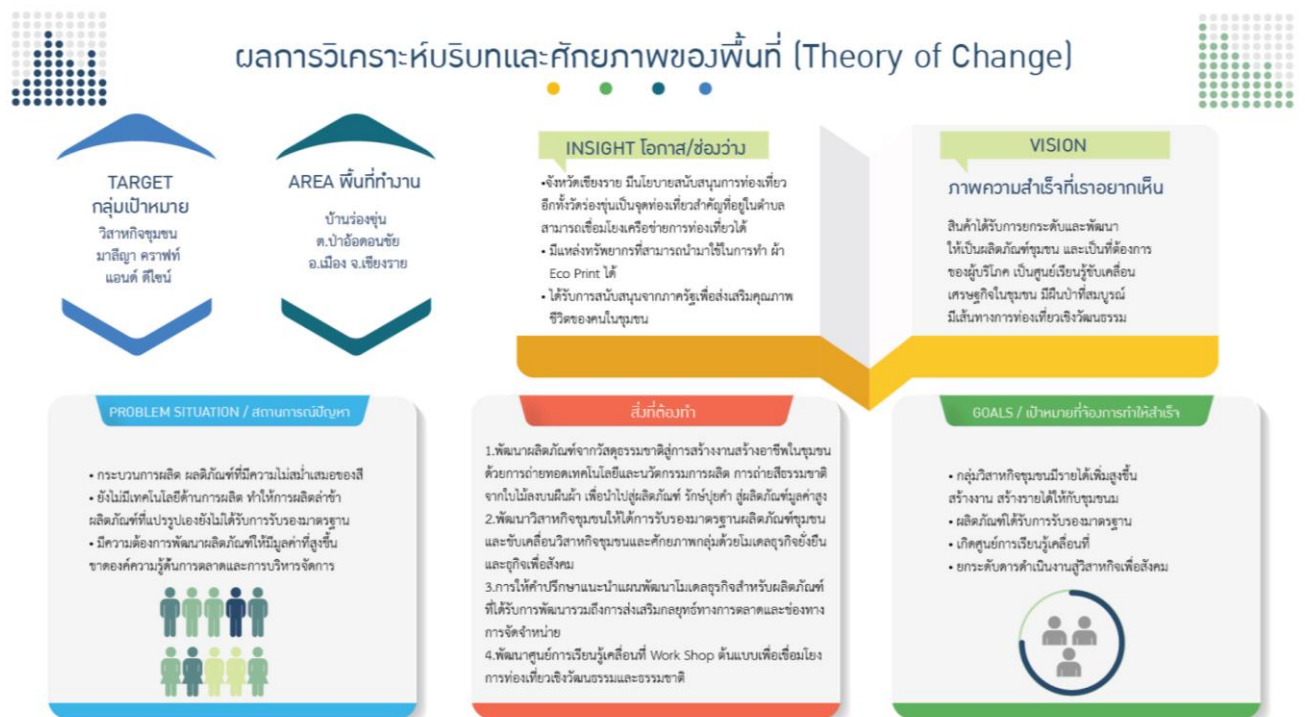 ผลการวิเคราะห์บริบทและศักยภาพของพื้นที่ (Theory of Change)
TARGET
กลุ่มเป้าหมาย
วิสาหกิจชุมชน
มาลีญา คราฟท์
แอนด์ ดีไซน์
AREA พื้นที่ทำงาน
บ้านร่องขุ่น
ต.ป่าอ้อดอนชัย
อ.เมือง จ.เชียงราย
INSIGHT โอกาส/ช่องว่าง
•จังหวัดเชียงราย มีนโยบายสนับสนุนการท่องเที่ยว
อีกทั้งวัดร่องขุ่นเป็นจุดท่องเที่ยวสำคัญที่อยู่ในตำบล
สามารถเชื่อมโยงเครือข่ายการท่องเที่ยวได้
• มีแหล่งทรัพยากรที่สามารถนำมาใช้ในการทำ ผ้า
Eco Print ได้
• ได้รับการสนับสนุนจากภาครัฐเพื่อส่งเสริมคุณภาพ
ชีวิตของคนในชุมชน
VISION
ภาพความสำเร็จที่เราอยากเห็น
สินค้าได้รับการยกระดับและพัฒนา
ให้เป็นผลิตภัณฑ์ชุมชน และเป็นที่ต้องการ
ของผู้บริโภค เป็นศูนย์เรียนรู้ขับเคลื่อน
เศรษฐกิจในชุมชน มีผืนป่าที่สมบูรณ์
มีเส้นทางการท่องเที่ยวเชิงวัฒนธรรม
PROBLEM SITUATION / สถานการณ์ปัญหา
• กระบวนการผลิต ผลติภัณฑ์ที่มีความไม่สม่ำเสมอของสี
• ยังไม่มีเทคโนโลยีด้านการผลิต ทำให้การผลิตล่าช้า
ผลิตภัณฑ์ที่แปรรูปเองยังไม่ได้รับการรับรองมาตรฐาน
• มีความต้องการพัฒนาผลิตภัณฑ์ให้มีมูลค่าที่สูงขึ้น
ขาดองค์ความรู้ด้นการตลาดและการบริหารจัดการ
สิ่งที่ต้องทำ
1.พัฒนาผลิตภัณฑ์จากวัสดุธรรมชาติสู่การสร้างงานสร้างอาชีพในชุมชน
ด้วยการถ่ายทอดเทคโนโลยีและนวัตกรรมการผลิต การถ่ายสีธรรมชาติ
จากใบไม้ลงบนผืนผ้า เพื่อนำไปสู่ผลิตภัณฑ์ รักษ์ปุยคำ สู่ผลิตภัณฑ์มูลค่าสูง
2.พัฒนาวิสาหกิจชุมชนให้ได้การรับรองมาตรฐานผลิตภัณฑ์ชุมชน
และขับเคลื่อนวิสาหกิจชุมชนและศักยภาพกลุ่มด้วยโมเดลธุรกิจยั่งยืน
และธุกิจเพื่อสังคม
3.การให้คำปรึกษาแนะนำแผนพัฒนาโมเดลธุรกิจสำหรับผลิตภัณฑ์
ที่ได้รับการพัฒนารวมถึงการส่งเสริมกลยุทธ์ทางการตลาดและช่องทาง
การจัดจำหน่าย
4.พัฒนาศูนย์การเรียนรู้เคลื่อนที่ Work Shop ต้นแบบเพื่อเชื่อมโยง
การท่องเที่ยวเชิงวัฒนธรรมและธรรมชาติ
GOALS / เป้าหมายที่จ้องการทำให้สำเร็จ
• กลุ่มวิสาหกิจชุมชนมีรายได้เพิ่มสูงขึ้น
สร้างงาน สร้างรายได้ให้กับชุมชนม
• ผลิตภัณฑ์ได้รับการรับรองมาตรฐาน
• เกิดศูนย์การเรียนรู้เคลื่อนที่
• ยกระดับดารดำเนินงานสู่วิสาหกิจเพื่อสังคม